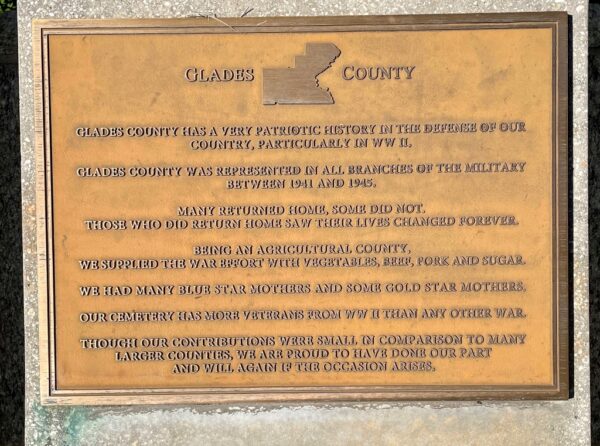 GLADES COUNTY
GLADES COUNTY HAS A VERY PATRIOTIC HISTORY IN THE DEFENSE OF OUR
COUNTRY, PARTICULARLY IN WW II.
GLADES COUNTY WAS REPRESENTED IN ALL BRANCHES OF THE MILITARY
BETWEEN 1941 AND 1945.
MANY RETURNED HOME, SOME DID NOT.
THOSE WHO DID RETURN HOME SAW THEIR LIVES CHANGED FOREVER.
BEING AN AGRICULTURAL COUNTY,
WE SUPPLIED THE WAR EFFORT WITH VEGETABLES, BEEF, PORK AND SUGAR.
WE HAD MANY BLUE STAR MOTHERS AND SOME GOLD STAR MOTHERS.
OUR CEMETERY HAS MORE VETERANS FROM WW II THAN ANY OTHER WAR.
THOUGH OUR CONTRIBUTIONS WERE SMALL IN COMPARISON TO MANY
LARGER COUNTIES, WE ARE PROUD TO HAVE DONE OUR PART
AND WILL AGAIN IF THE OCCASION ARISES.